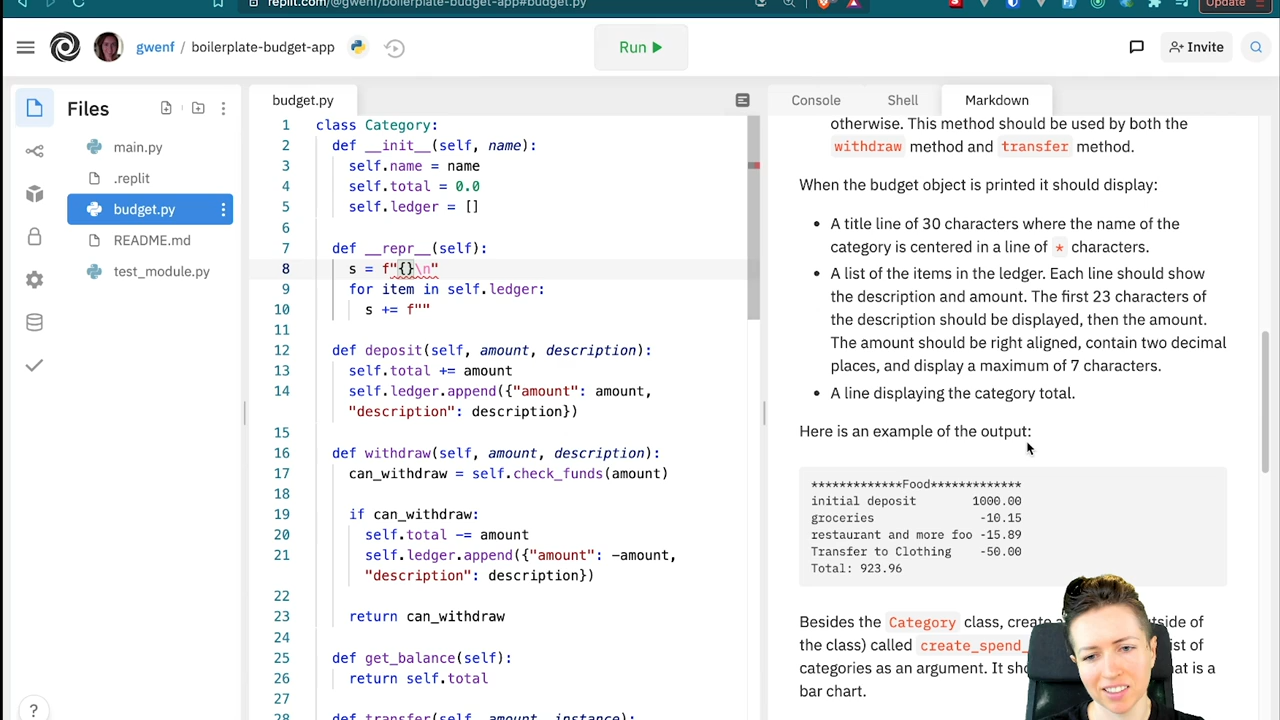 replit.com/@gwenf/boilerplate-budget-app#budget.py
Update
gwenf / boilerplate-budget-app
Run
Invite
Files
main.py
.replit
budget.py
README.md
test_module.py
?
budget.py
1 class Category:
2 def __init__(self, name):
3 self.name = name
4 self.total = 0.0
5 self.ledger = []
6
7 def __repr__(self):
8 s = f"{}\n"
9 for item in self.ledger:
10 s += f""
11
12 def deposit(self, amount, description):
13 self.total += amount
14 self.ledger.append({"amount": amount,
"description": description})
15
16 def withdraw(self, amount, description):
17 can_withdraw = self.check_funds(amount)
18
19 if can_withdraw:
20 self.total -= amount
21 self.ledger.append({"amount": -amount,
"description": description})
22
23 return can_withdraw
24
25 def get_balance(self):
26 return self.total
27
28 def transfer(self, amount, instance):
Console Shell Markdown
otherwise. This method should be used by both the
withdraw method and transfer method.
When the budget object is printed it should display:
• A title line of 30 characters where the name of the
category is centered in a line of * characters.
• A list of the items in the ledger. Each line should show
the description and amount. The first 23 characters of
the description should be displayed, then the amount.
The amount should be right aligned, contain two decimal
places, and display a maximum of 7 characters.
• A line displaying the category total.
Here is an example of the output:
*************Food*************
initial deposit 1000.00
groceries -10.15
restaurant and more foo -15.89
Transfer to Clothing -50.00
Total: 923.96
Besides the Category class, create
the class) called create_spend_ ist of
categories as an argument. It sh at is a
bar chart.